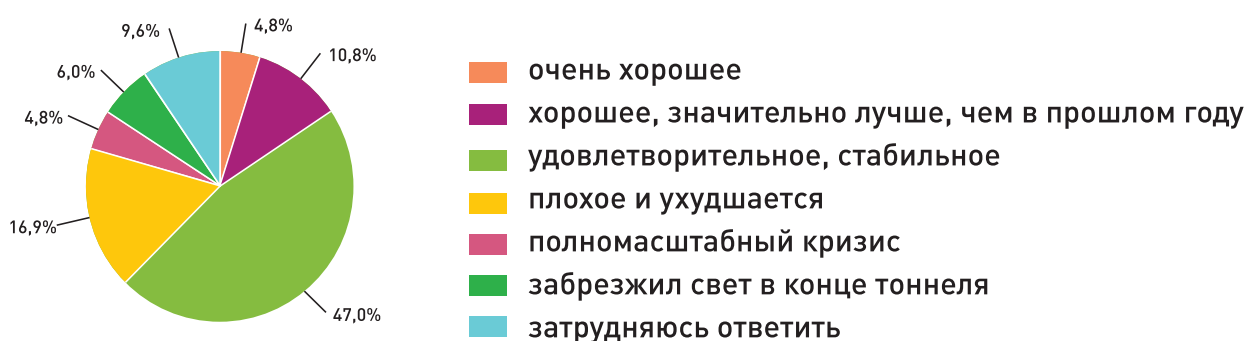 9,6%
4,8%
10,8%
6,0%
4,8%
16,9%
47,0%
очень хорошее
хорошее, значительно лучше, чем в прошлом году
удовлетворительное, стабильное
плохое и ухудшается
полномасштабный кризис
забрезжил свет в конце тоннеля
затрудняюсь ответить